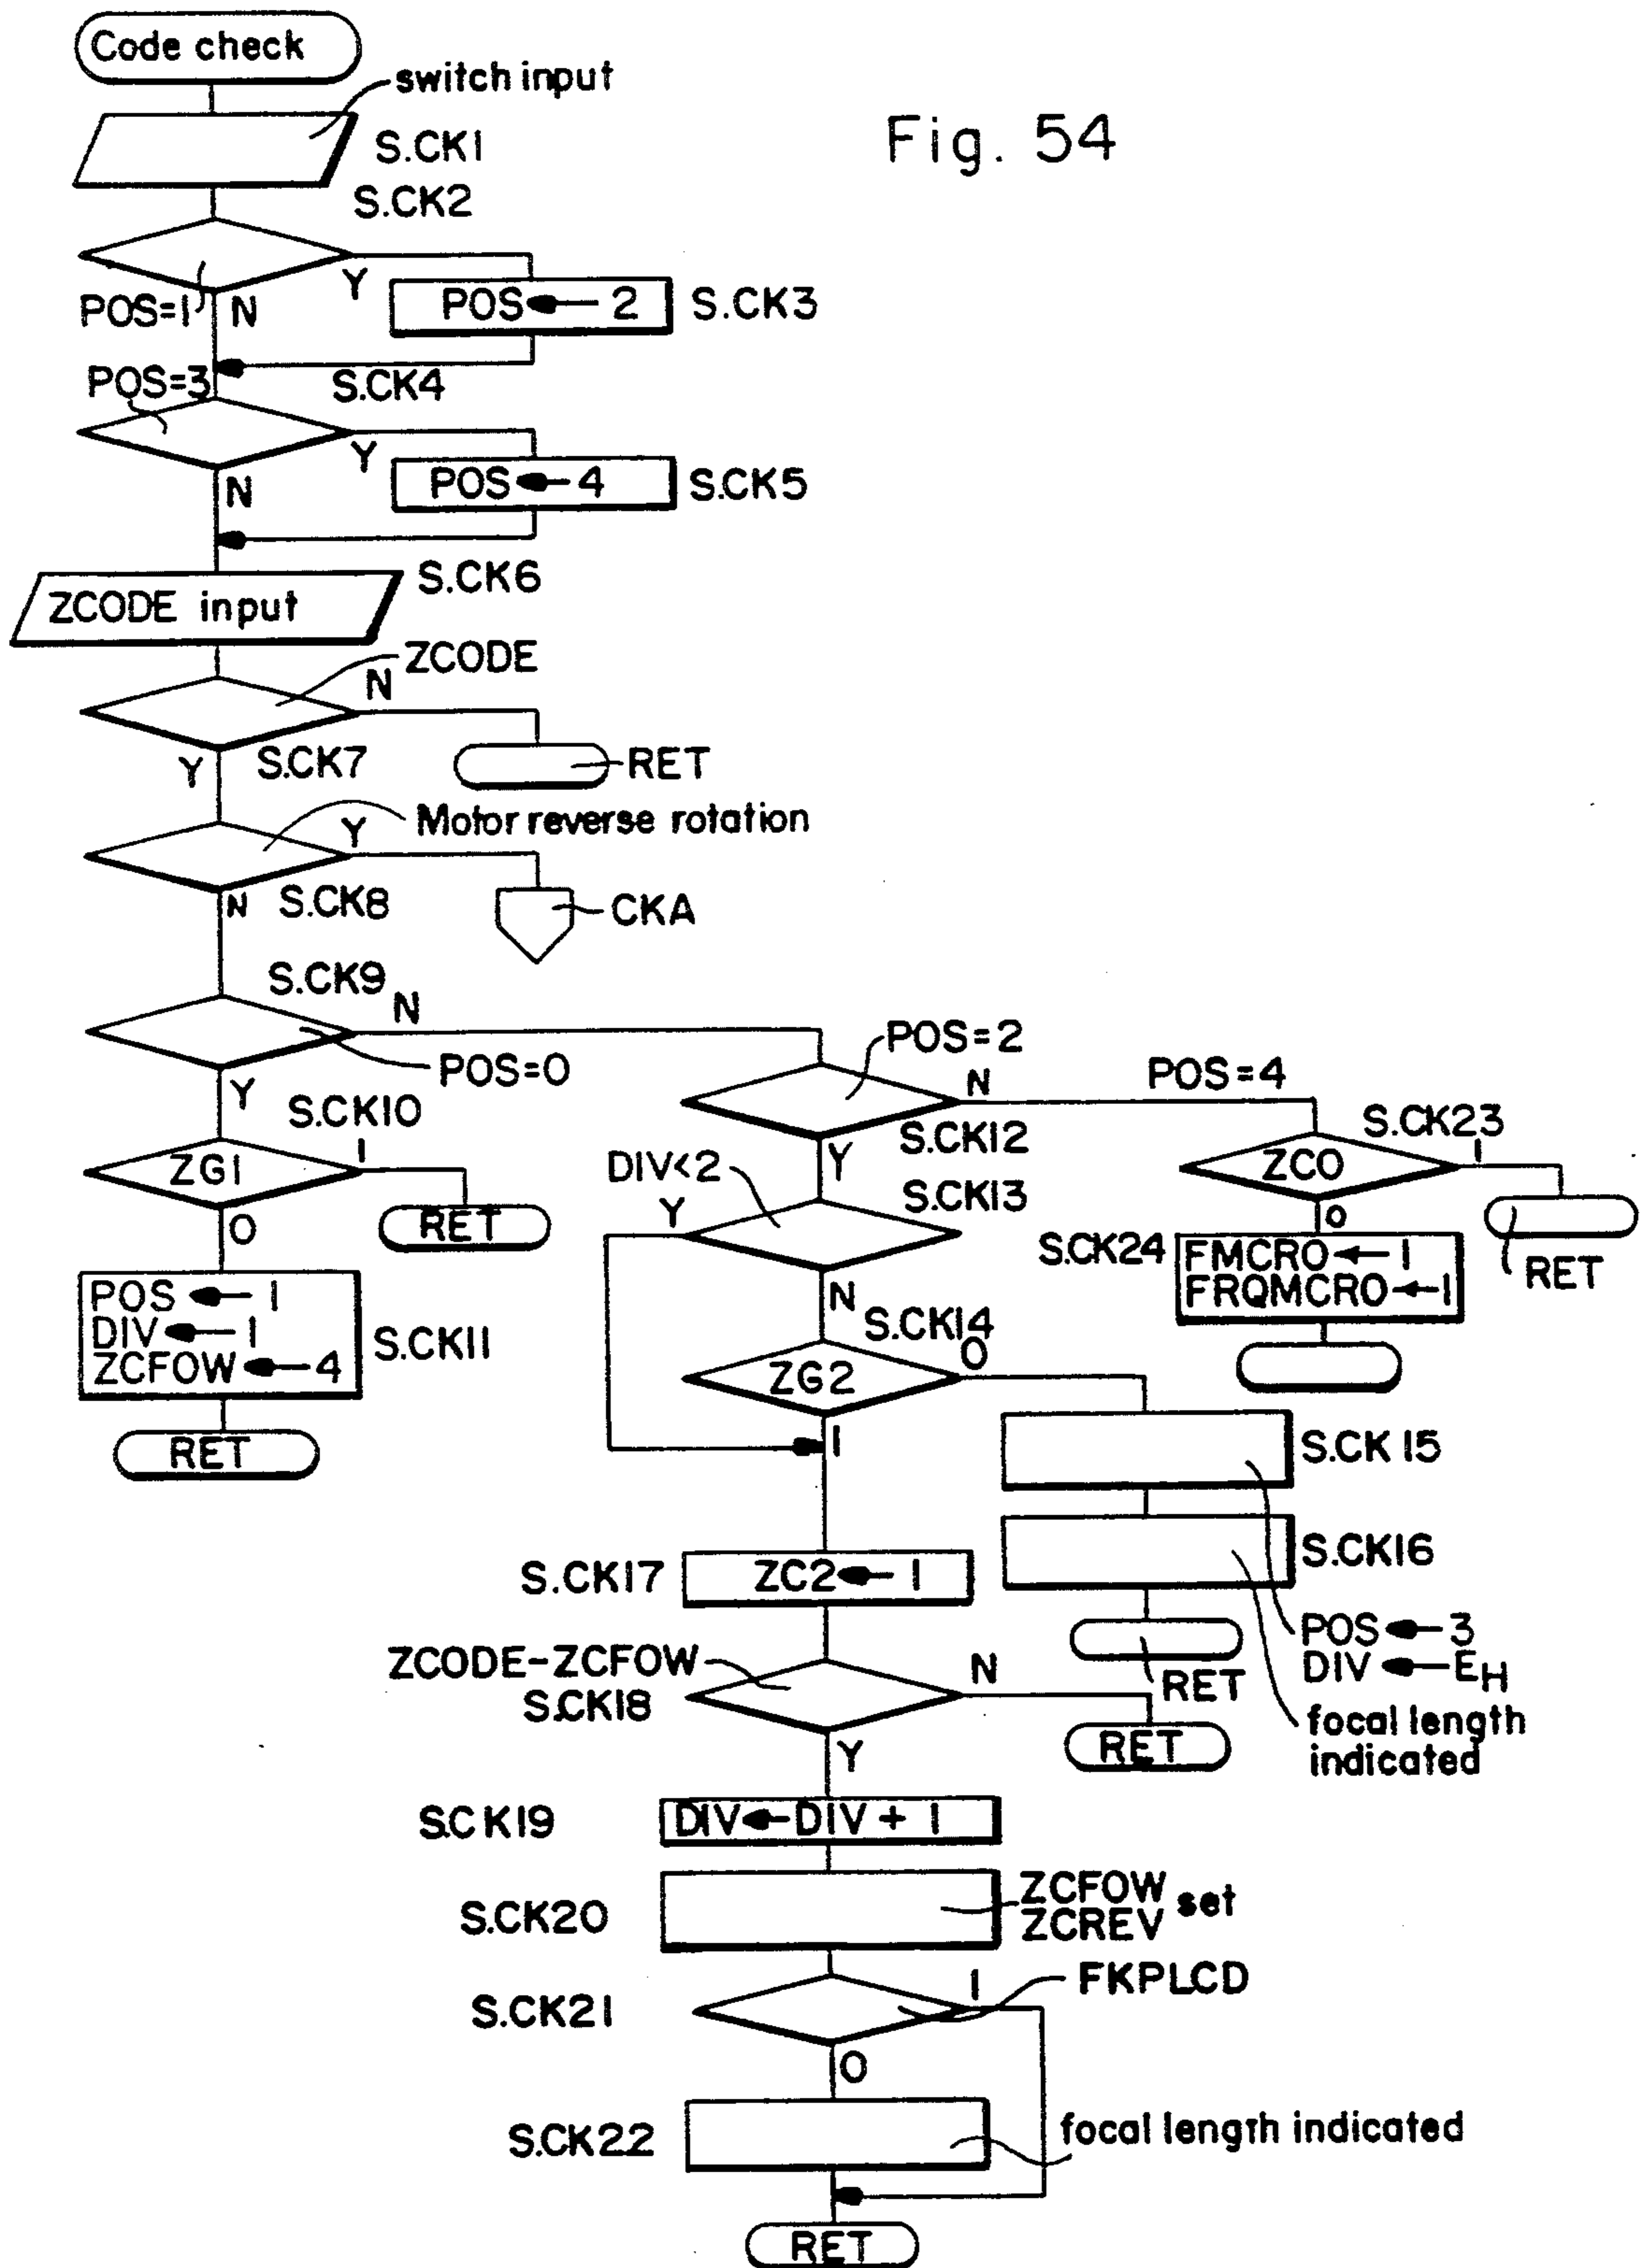 Code check
switch input
Fig. 54
S.CK1
S.CK2
POS=1
N
Y
POS ← 2
S.CK3
POS=3
S.CK4
Y
N
POS ← 4
S.CK5
S.CK6
ZCODE input
ZCODE
N
Y
S.CK7
RET
Motor reverse rotation
Y
N
S.CK8
CKA
S.CK9
N
POS=0
Y
S.CK10
ZG1
1
0
RET
POS ← 1
DIV ← 1
ZCFOW ← 4
S.CK11
RET
POS=2
N
POS=4
S.CK12
Y
S.CK23
1
ZCO
0
RET
S.CK24
FMCRO ← 1
FRQMCRO ← 1
DIV<2
S.CK13
Y
N
S.CK14
0
ZG2
1
S.CK15
S.CK16
POS ← 3
DIV ← EH
focal length
indicated
RET
S.CK17
ZC2 ← 1
ZCODE-ZCFOW
S.CK18
N
RET
Y
S.CK19
DIV ← DIV + 1
S.CK20
ZCFOW
ZCREV set
FKPLCD
1
S.CK21
0
S.CK22
focal length indicated
RET